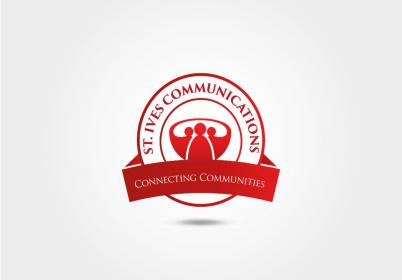 ST. IVES COMMUNICATIONS
CONNECTING COMMUNITIES